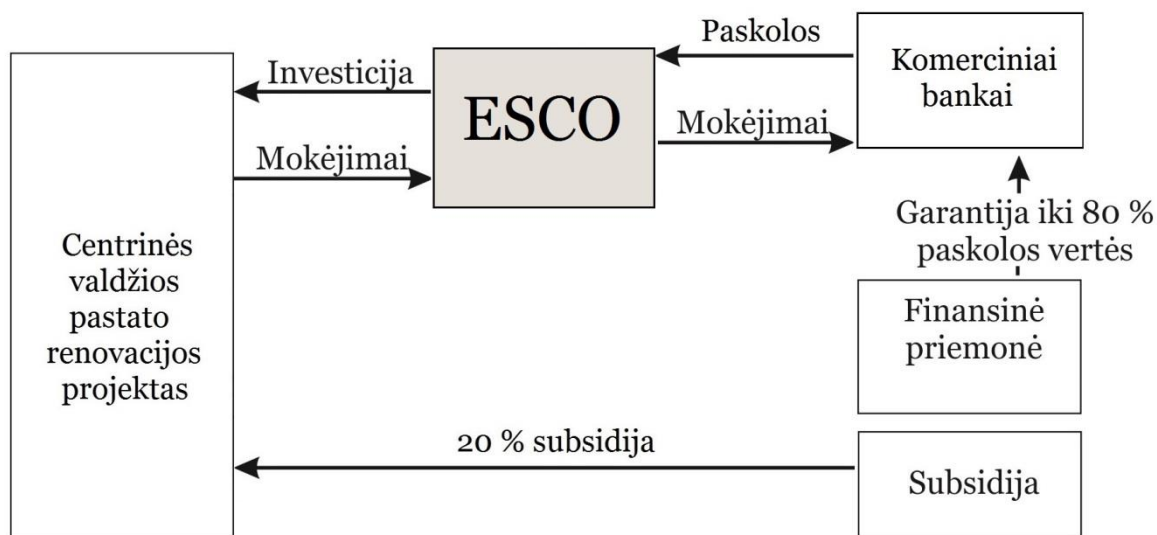 Paskolos
Komerciniai
bankai
Investicija
ESCO
Mokėjimai
Mokėjimai
Garantija iki 80 %
paskolos vertės
Centrinės
valdžios
pastato
renovacijos
projektas
Finansinė
priemonė
20 % subsidija
Subsidija